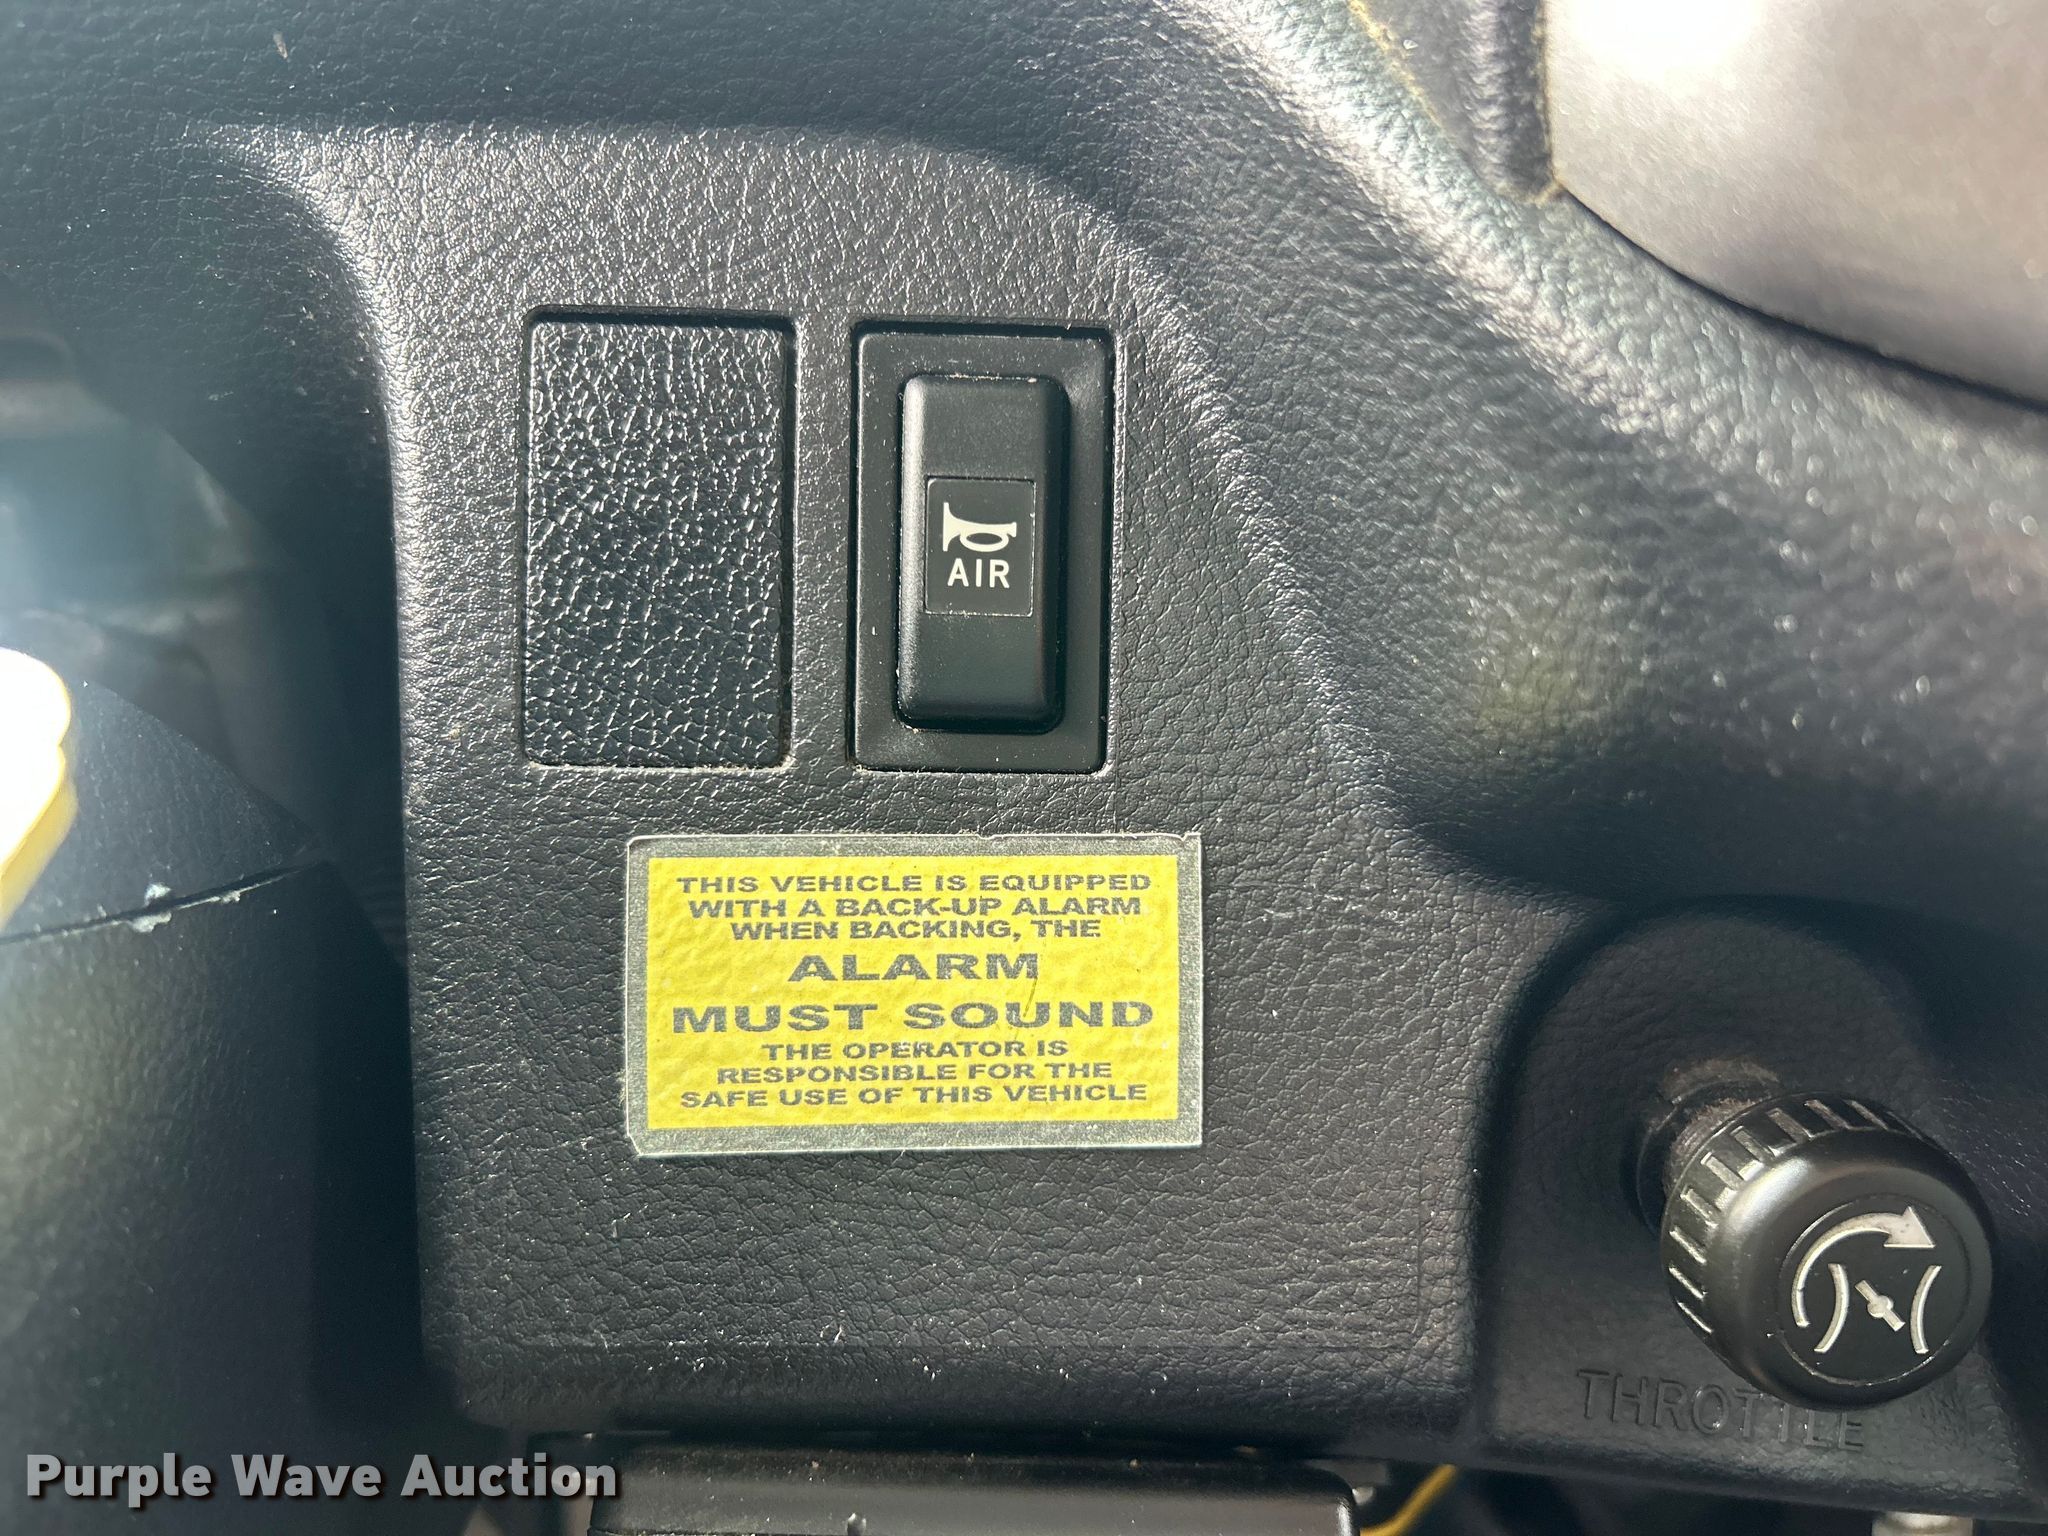 AIR
THIS VEHICLE IS EQUIPPED
WITH A BACK-UP ALARM
WHEN BACKING, THE
ALARM
MUST SOUND
THE OPERATOR IS
RESPONSIBLE FOR THE
SAFE USE OF THIS VEHICLE
THROTTLE
Purple Wave Auction